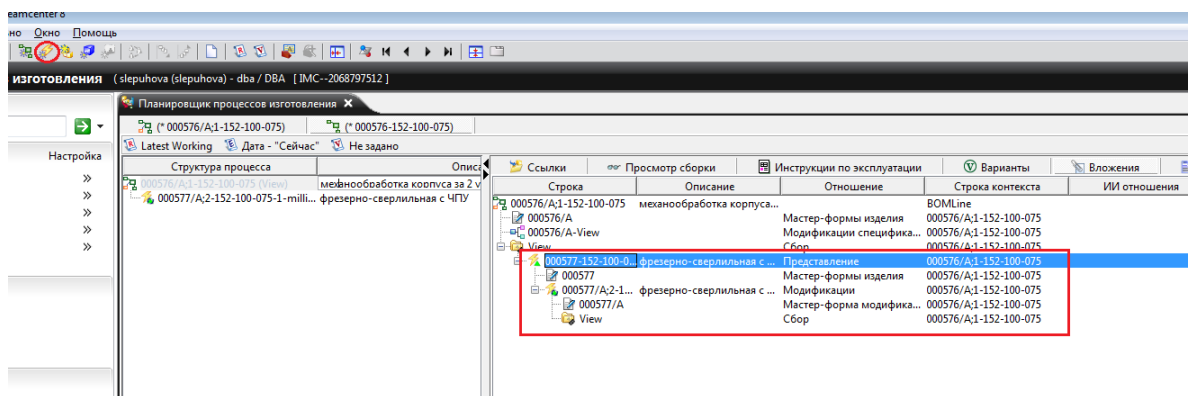 eamcenter 8
но Окно Помощь
изготовления (slepuhova (slepuhova) - dba / DBA [ IMC--2068797512 ]
Планировщик процессов изготовления
(* 000576/A;1-152-100-075) (* 000576-152-100-075)
Latest Working Дата - "Сейчас" Не задано
Настройка
Структура процесса Описа
000576/A;1-152-100-075 (View) механообработка корпуса за 2 у
000577/A;2-152-100-075-1-milli... фрезерно-сверлильная с ЧПУ
Ссылки Просмотр сборки Инструкции по эксплуатации Варианты Вложения
Строка Описание Отношение Строка контекста ИИ отношения
000576/A;1-152-100-075 механообработка корпуса... BOMLine
000576/A Мастер-формы изделия 000576/A;1-152-100-075
000576/A-View Модификации специфика... 000576/A;1-152-100-075
View Сбор 000576/A;1-152-100-075
000577-152-100-0... фрезерно-сверлильная с ... Представление 000576/A;1-152-100-075
000577 Мастер-формы изделия 000576/A;1-152-100-075
000577/A;2-1... фрезерно-сверлильная с ... Модификации 000576/A;1-152-100-075
000577/A Мастер-форма модифика... 000576/A;1-152-100-075
View Сбор 000576/A;1-152-100-075